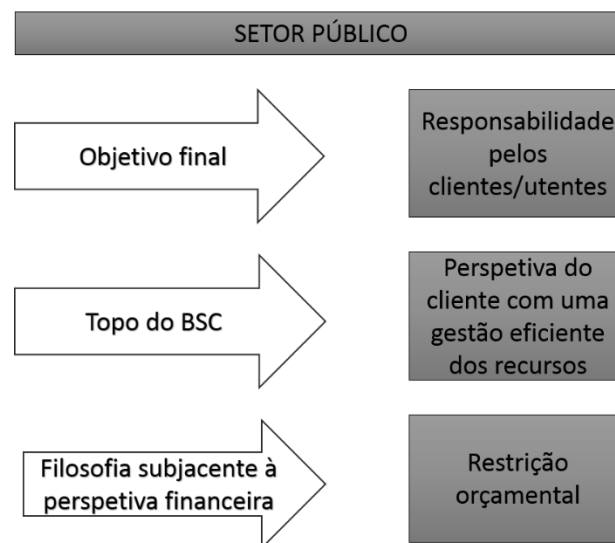 SETOR PÚBLICO
Objetivo final
Responsabilidade
pelos
clientes/utentes
Topo do BSC
Perspetiva do
cliente com uma
gestão eficiente
dos recursos
Filosofia subjacente à
perspetiva financeira
Restrição
orçamental